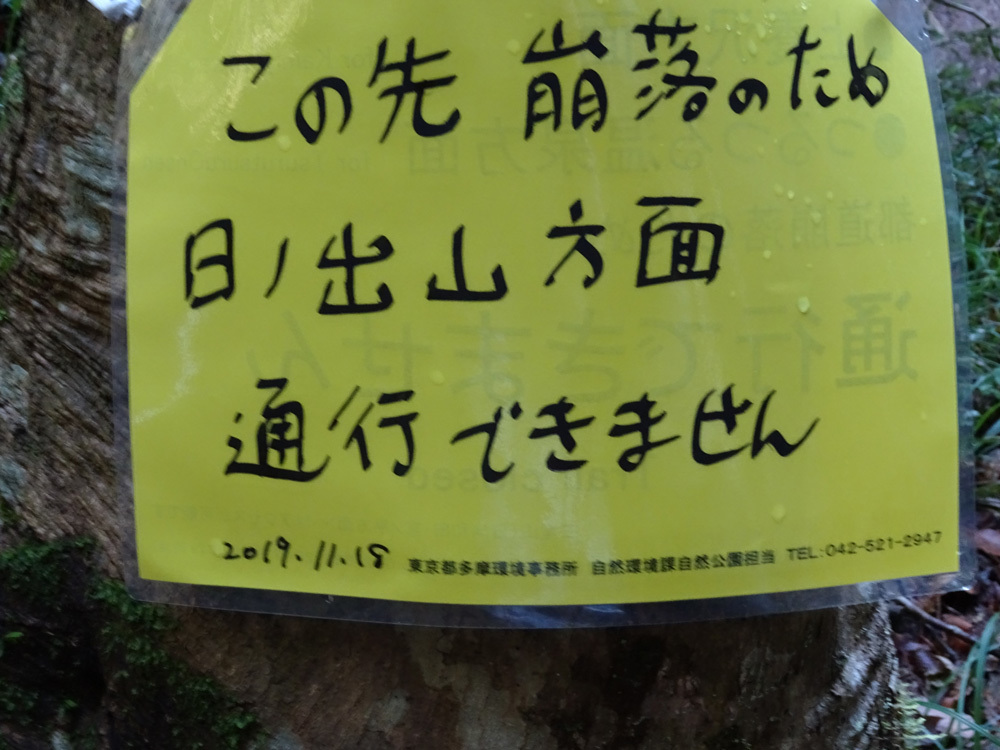 この先 崩落のため
日ノ出山 方面
通行できません
2019.11.18 東京都多摩環境事務所 自然環境課自然公園担当 TEL:042-521-2947